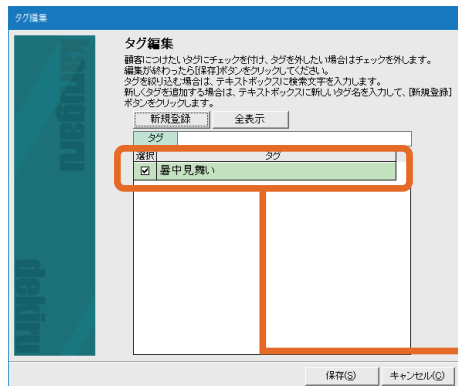 タグ編集
タグ編集
顧客につけたいタグにチェックを付け、タグを外したい場合はチェックを外します。
編集が終わったら[保存]ボタンをクリックしてください。
タグを絞り込む場合は、テキストボックスに検索文字を入力します。
新しくタグを追加する場合は、テキストボックスに新しいタグ名を入力して、[新規登録]
ボタンをクリックします。
新規登録 全表示
タグ
選択 タグ
暑中見舞い
karugaru
dekiru
保存(S) キャンセル(C)